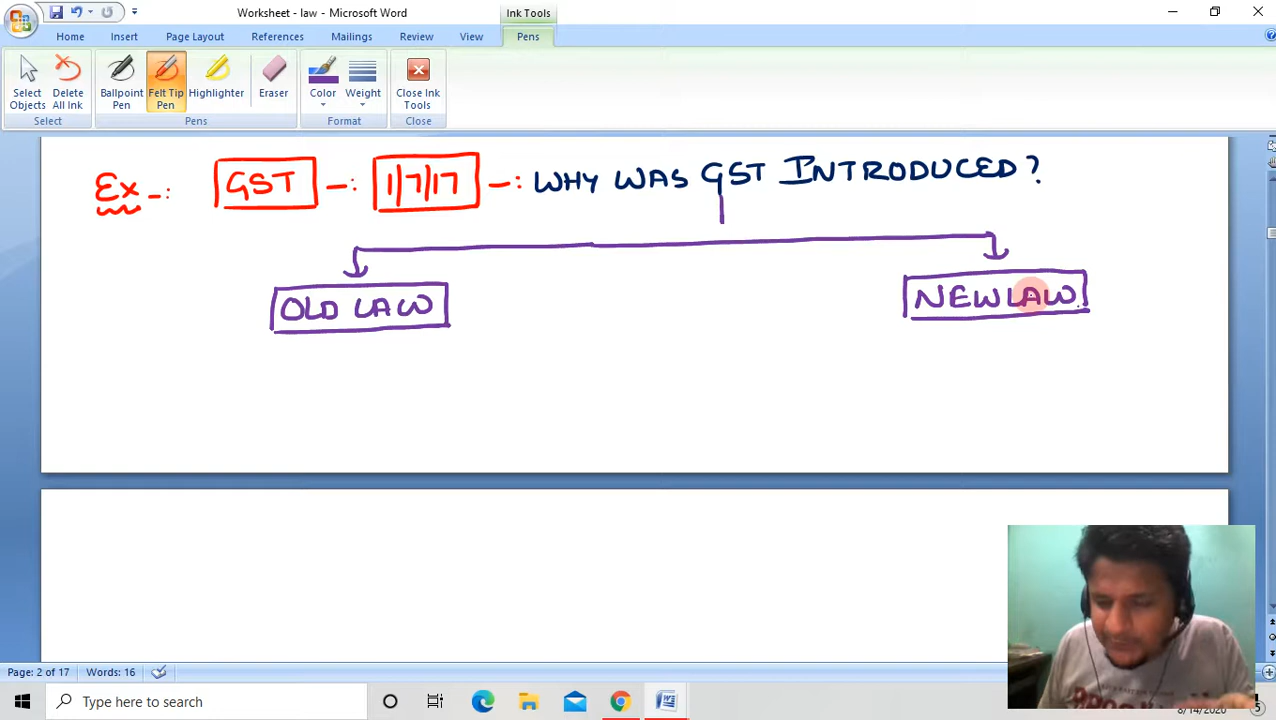 Worksheet - law - Microsoft Word
Ink Tools
Home Insert Page Layout References Mailings Review View Pens
Select Objects
Delete All Ink
Ballpoint Pen
Felt Tip Pen
Highlighter
Eraser
Color
Weight
Close Ink Tools
Select Pens Format Close
Ex -: GST -: 1/7/17 -: WHY WAS GST INTRODUCED?
OLD LAW NEW LAW
Page: 2 of 17 Words: 16
Type here to search
8/14/2020